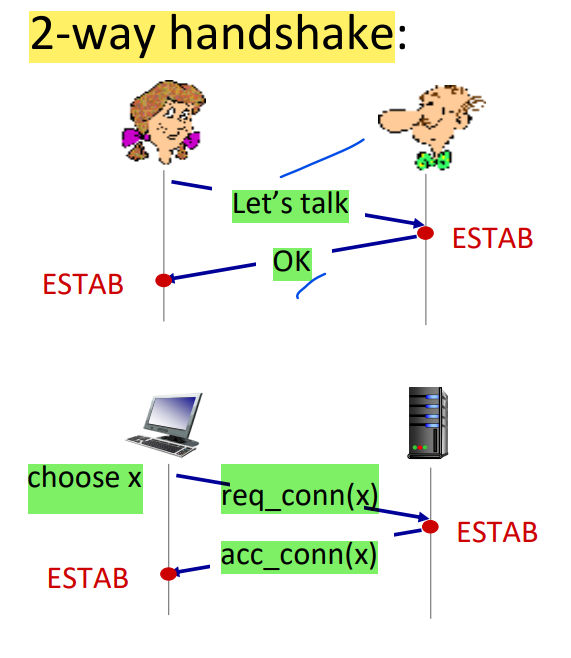 2-way handshake:
Let's talk
ESTAB
OK
ESTAB
choose x
req_conn(x)
ESTAB
acc_conn(x)
ESTAB